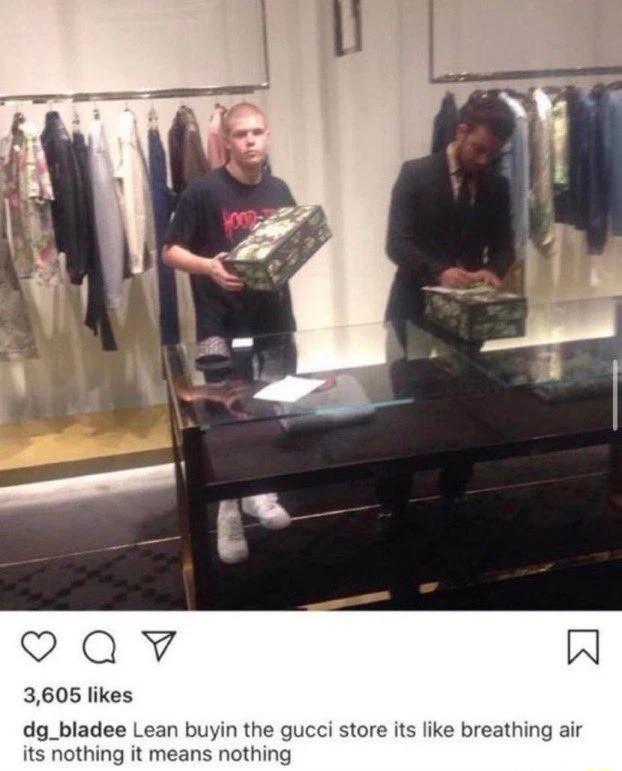 3,605 likes
dg_bladee Lean buyin the gucci store its like breathing air
its nothing it means nothing